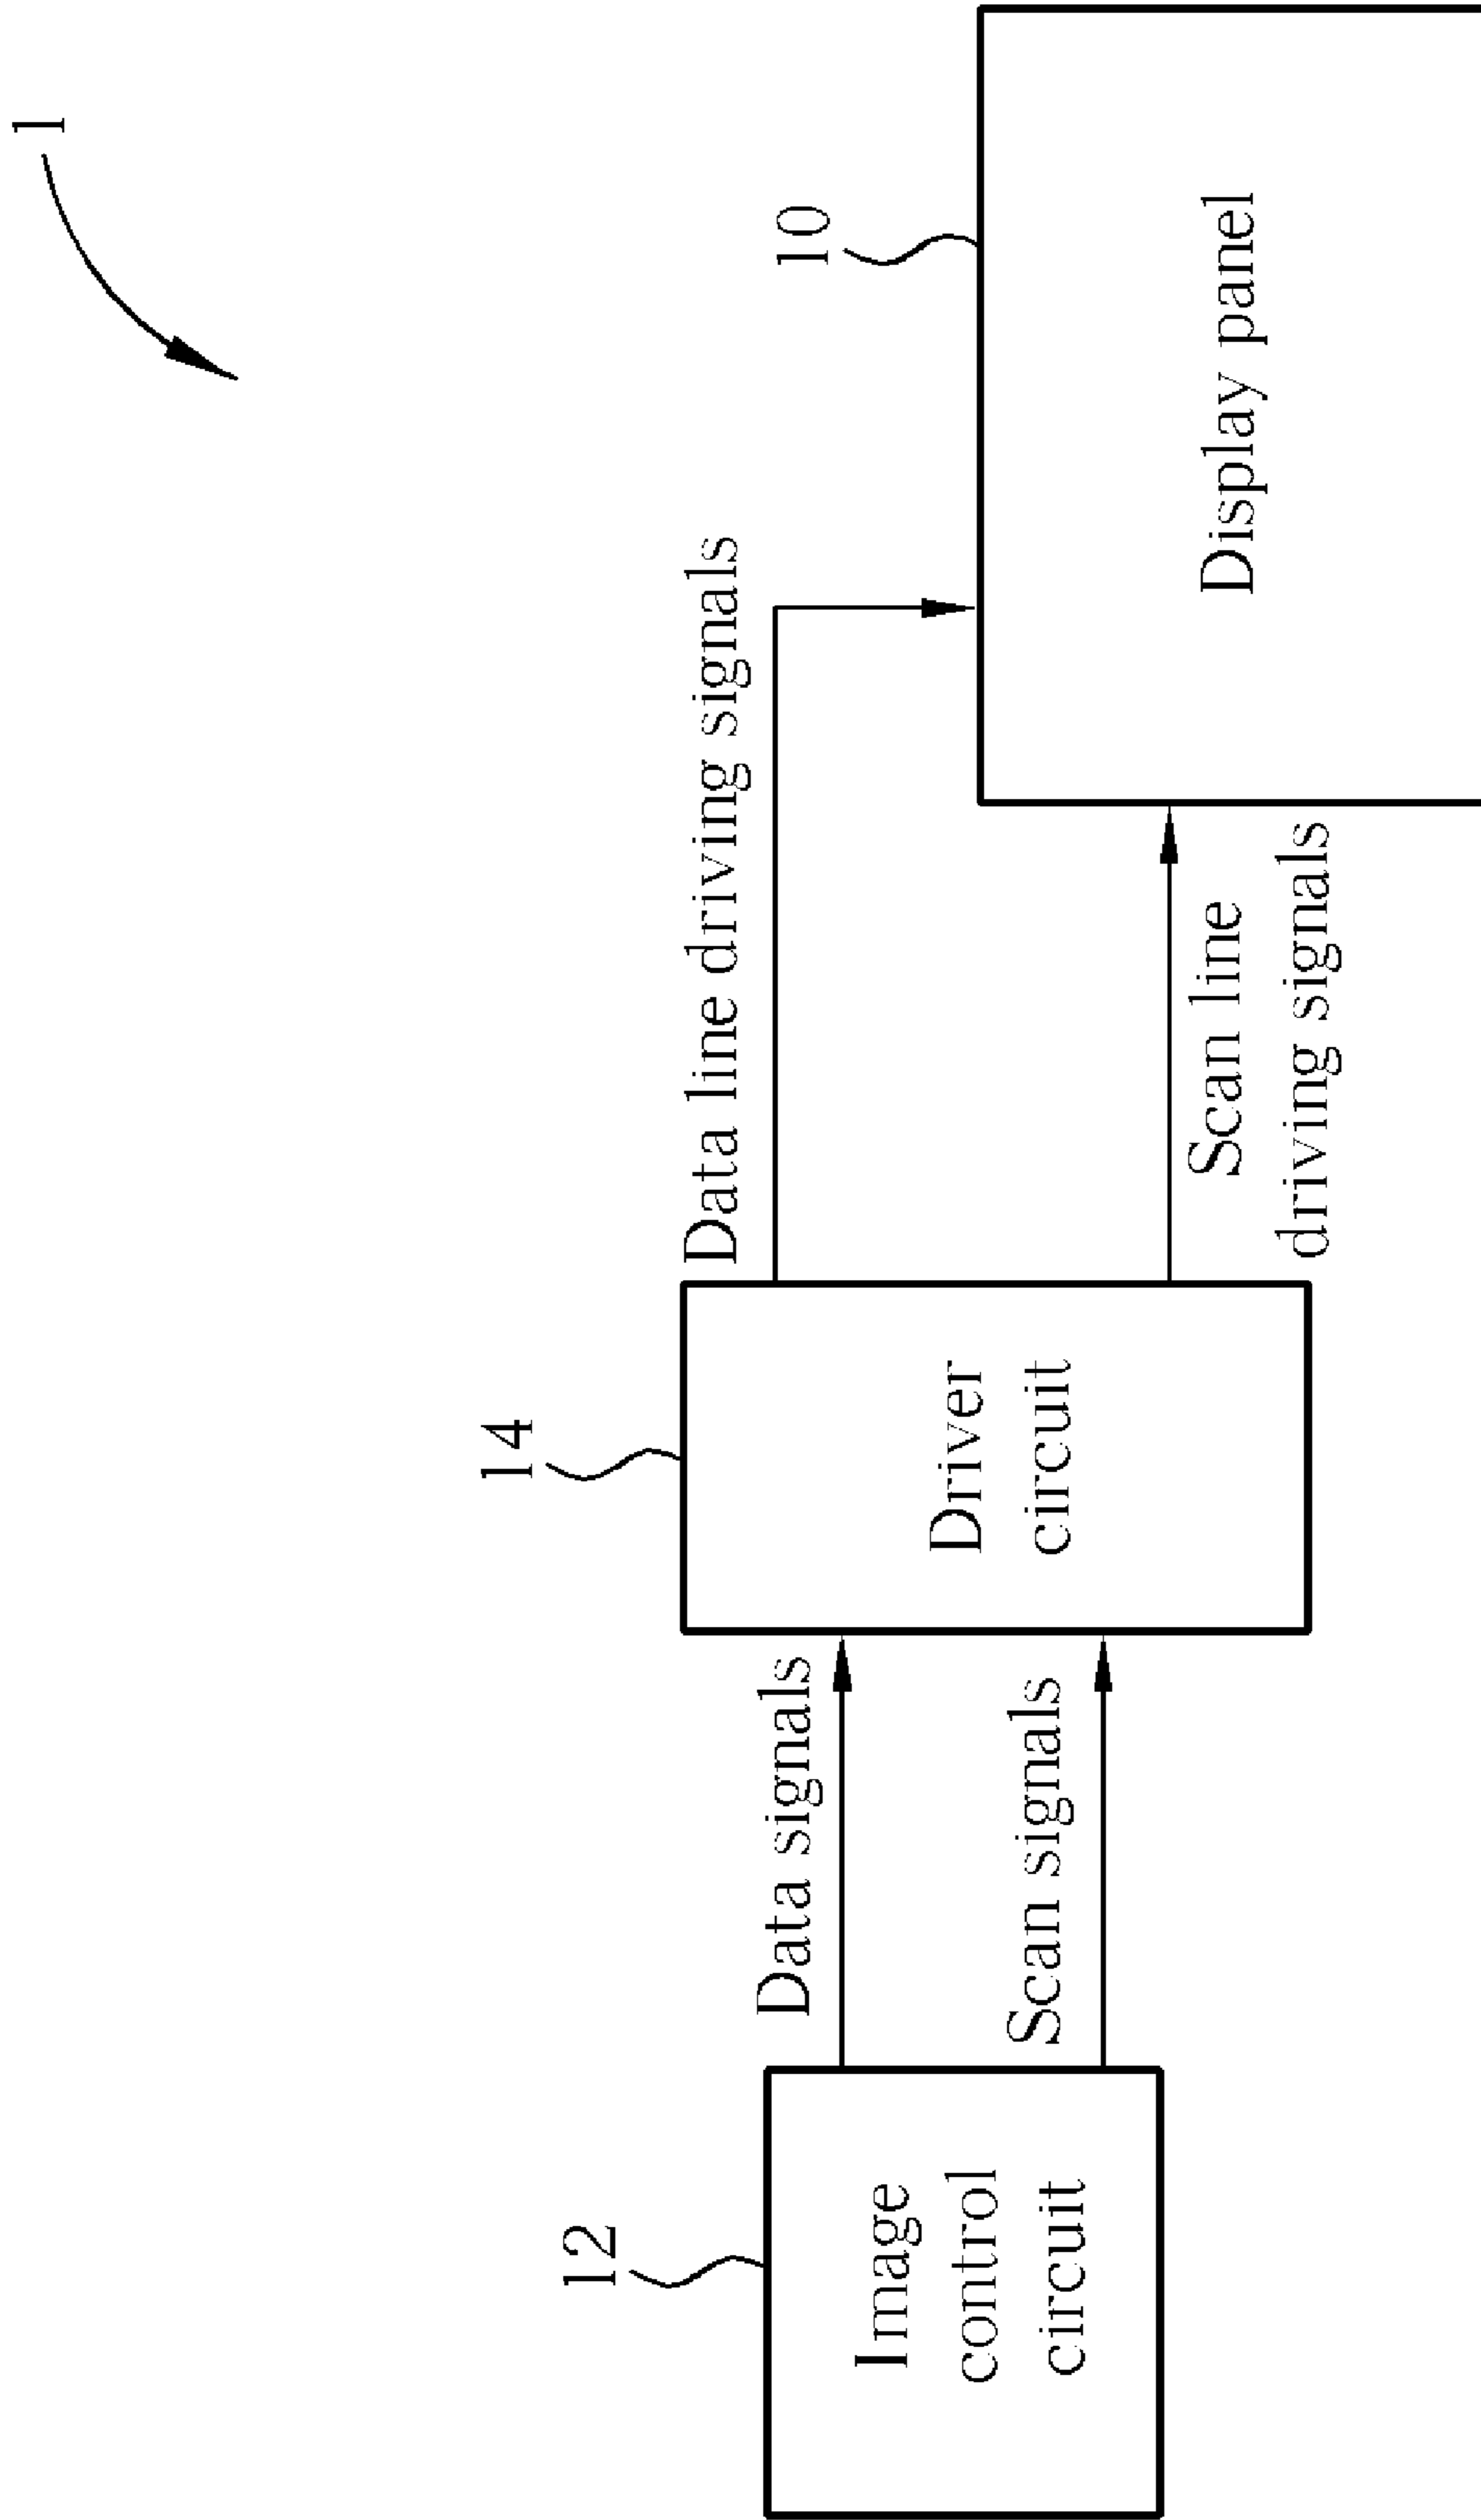 1
10
Display panel
Data line driving signals
Scan line
driving signals
14
Driver
circuit
Data signals
Scan signals
12
Image
control
circuit